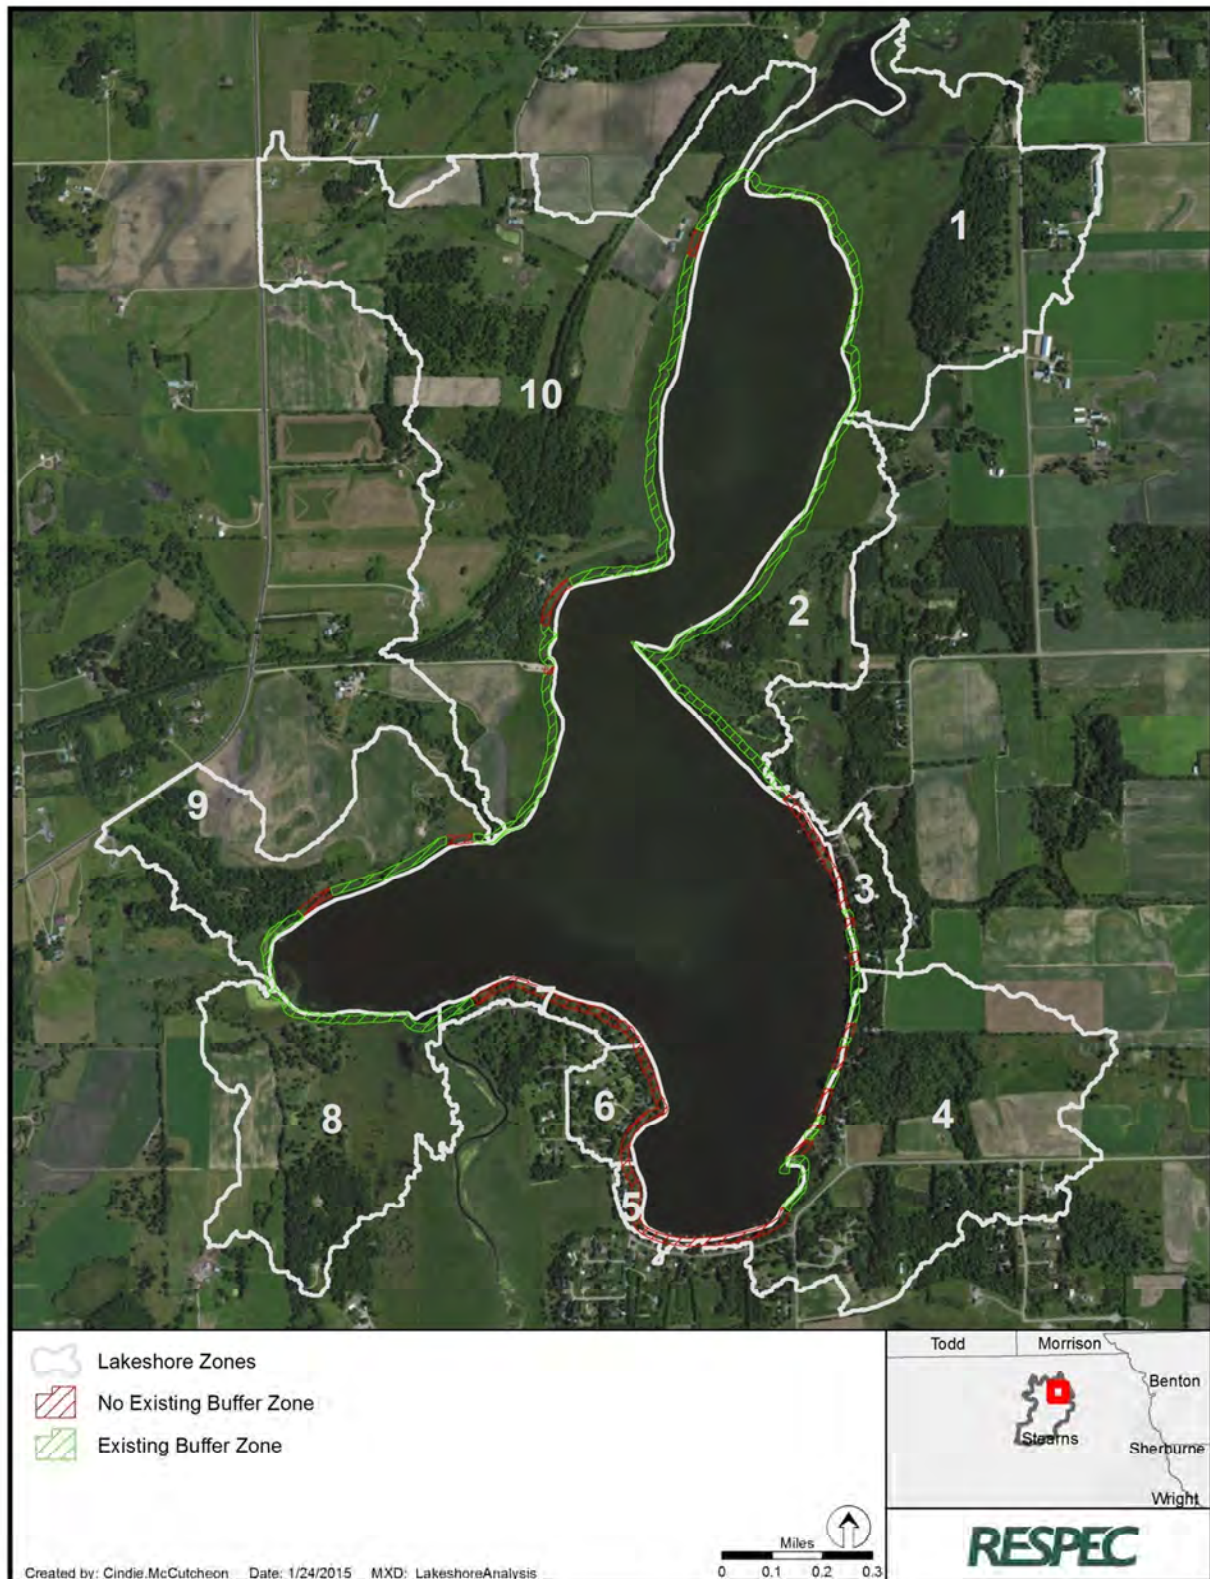 1
10
2
9
3
7
6
8
4
5
Lakeshore Zones
No Existing Buffer Zone
Existing Buffer Zone
Miles
0 0.1 0.2 0.3
Created by: Cindie.McCutcheon Date: 1/24/2015 MXD: LakeshoreAnalysis_
Todd Morrison
Benton
Stearns
Sherburne
Wright
RESPEC